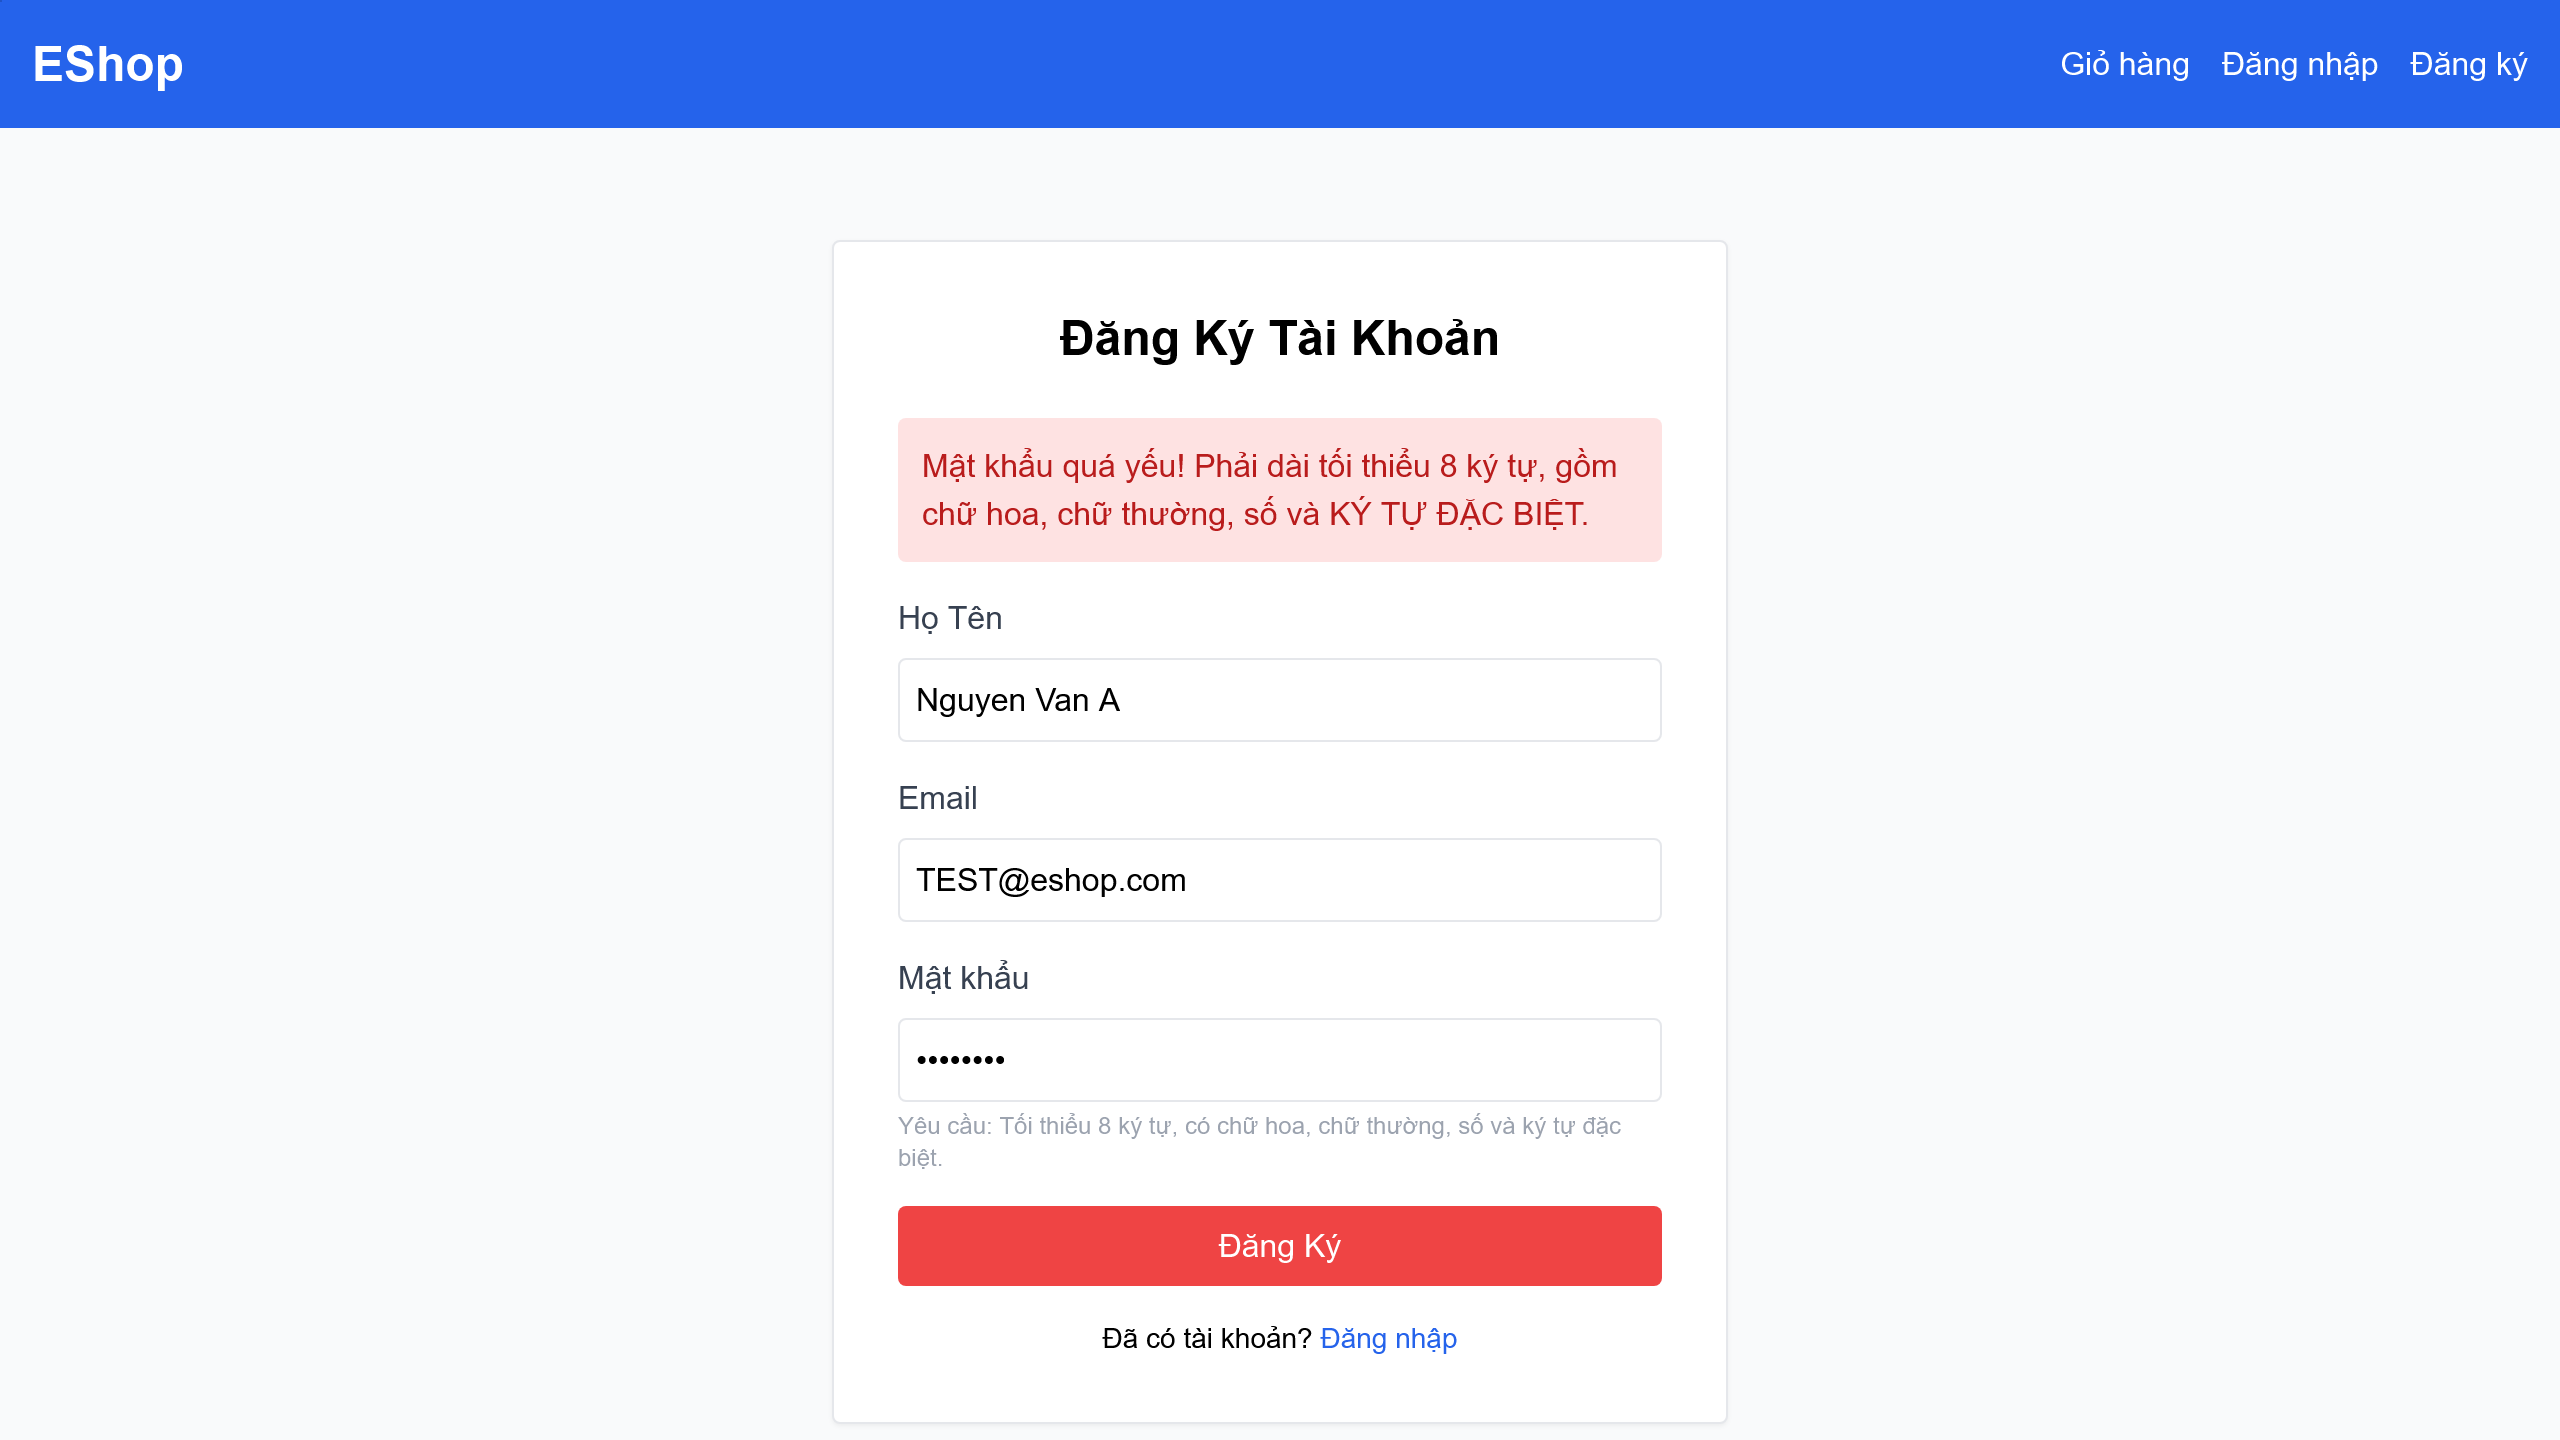 EShop
Giỏ hàng
Đăng nhập
Đăng ký
Đăng Ký Tài Khoản
Mật khẩu quá yếu! Phải dài tối thiểu 8 ký tự, gồm
chữ hoa, chữ thường, số và KÝ TỰ ĐẶC BIỆT.
Họ Tên
Nguyen Van A
Email
TEST@eshop.com
Mật khẩu
••••••••
Yêu cầu: Tối thiểu 8 ký tự, có chữ hoa, chữ thường, số và ký tự đặc
biệt.
Đăng Ký
Đã có tài khoản? Đăng nhập